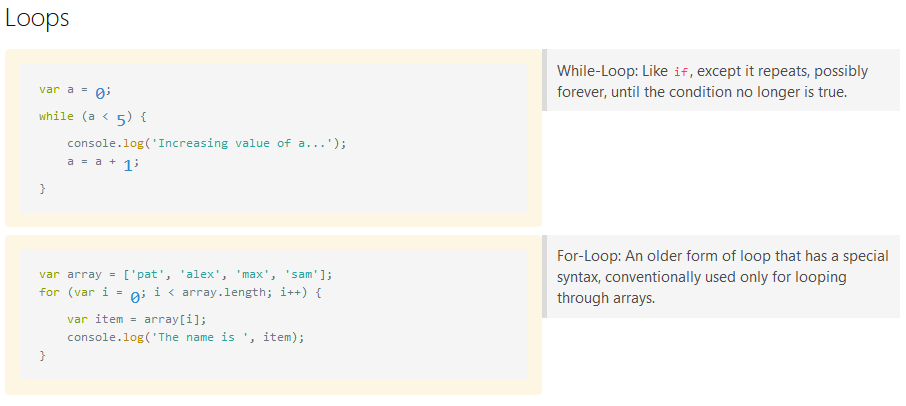 Loops
var a = 0;
while (a < 5) {
    console.log('Increasing value of a...');
    a = a + 1;
}
While-Loop: Like if, except it repeats, possibly
forever, until the condition no longer is true.
var array = ['pat', 'alex', 'max', 'sam'];
for (var i = 0; i < array.length; i++) {
    var item = array[i];
    console.log('The name is ', item);
}
For-Loop: An older form of loop that has a special
syntax, conventionally used only for looping
through arrays.